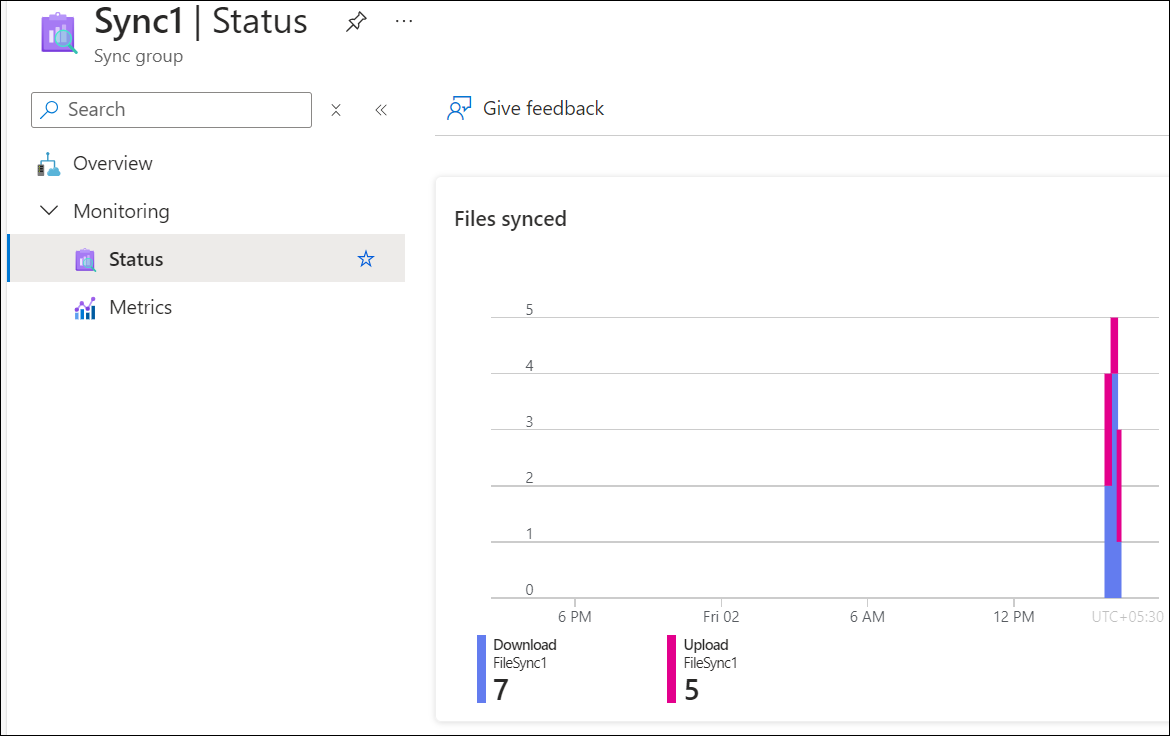 Sync1 | Status
Sync group
Search
Give feedback
Overview
Monitoring
Status
Metrics
Files synced
5
4
3
2
1
0
6 PM Fri 02 6 AM 12 PM UTC+05:30
Download
FileSync1
7
Upload
FileSync1
5